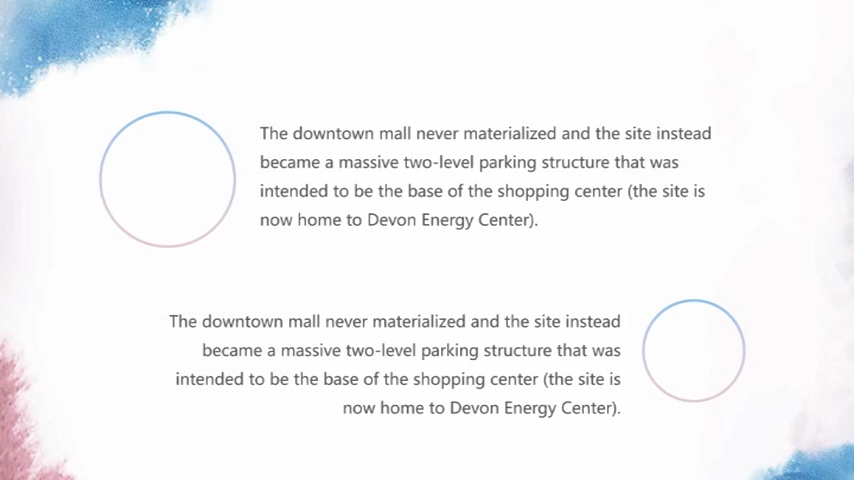 The downtown mall never materialized and the site instead
became a massive two-level parking structure that was
intended to be the base of the shopping center (the site is
now home to Devon Energy Center).
The downtown mall never materialized and the site instead
became a massive two-level parking structure that was
intended to be the base of the shopping center (the site is
now home to Devon Energy Center).